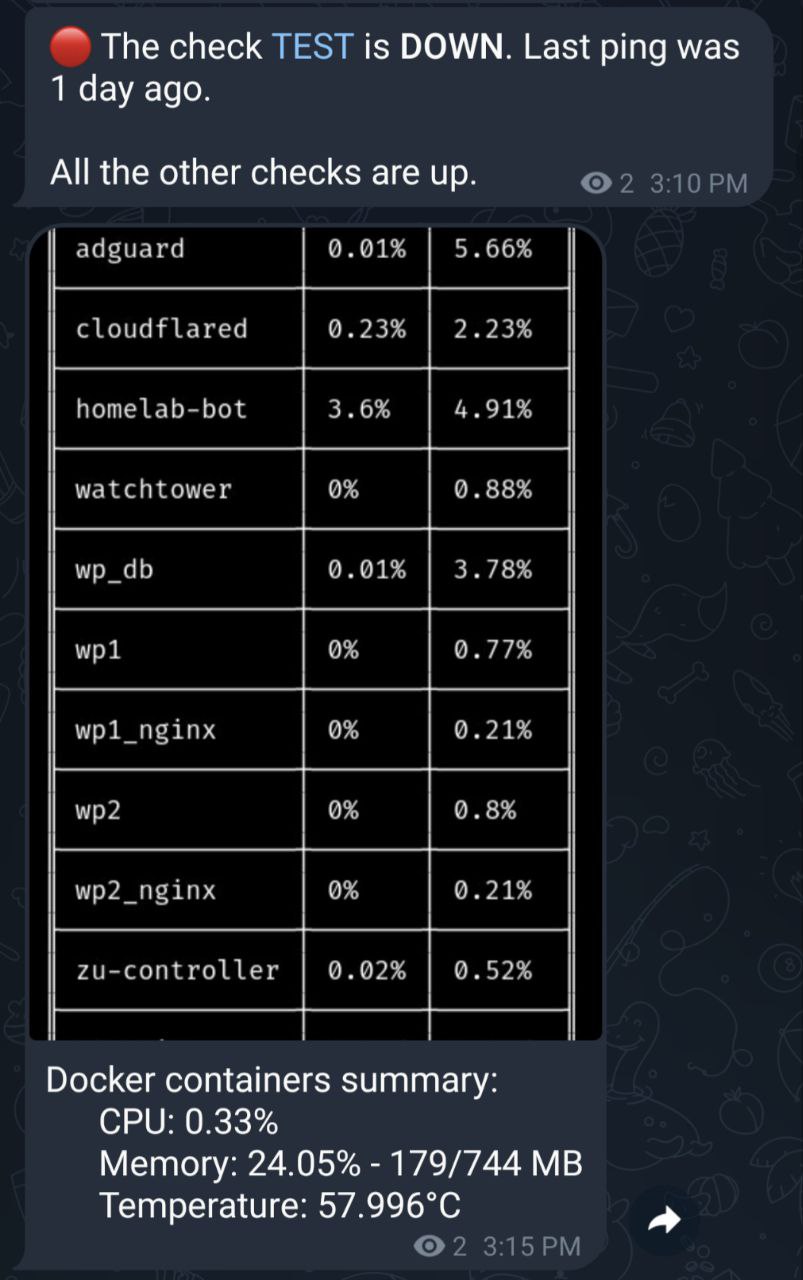 🔴 The check TEST is DOWN. Last ping was
1 day ago.
All the other checks are up.
2 3:10 PM
adguard 0.01% 5.66%
cloudflared 0.23% 2.23%
homelab-bot 3.6% 4.91%
watchtower 0% 0.88%
wp_db 0.01% 3.78%
wp1 0% 0.77%
wp1_nginx 0% 0.21%
wp2 0% 0.8%
wp2_nginx 0% 0.21%
zu-controller 0.02% 0.52%
Docker containers summary:
CPU: 0.33%
Memory: 24.05% - 179/744 MB
Temperature: 57.996°C
2 3:15 PM